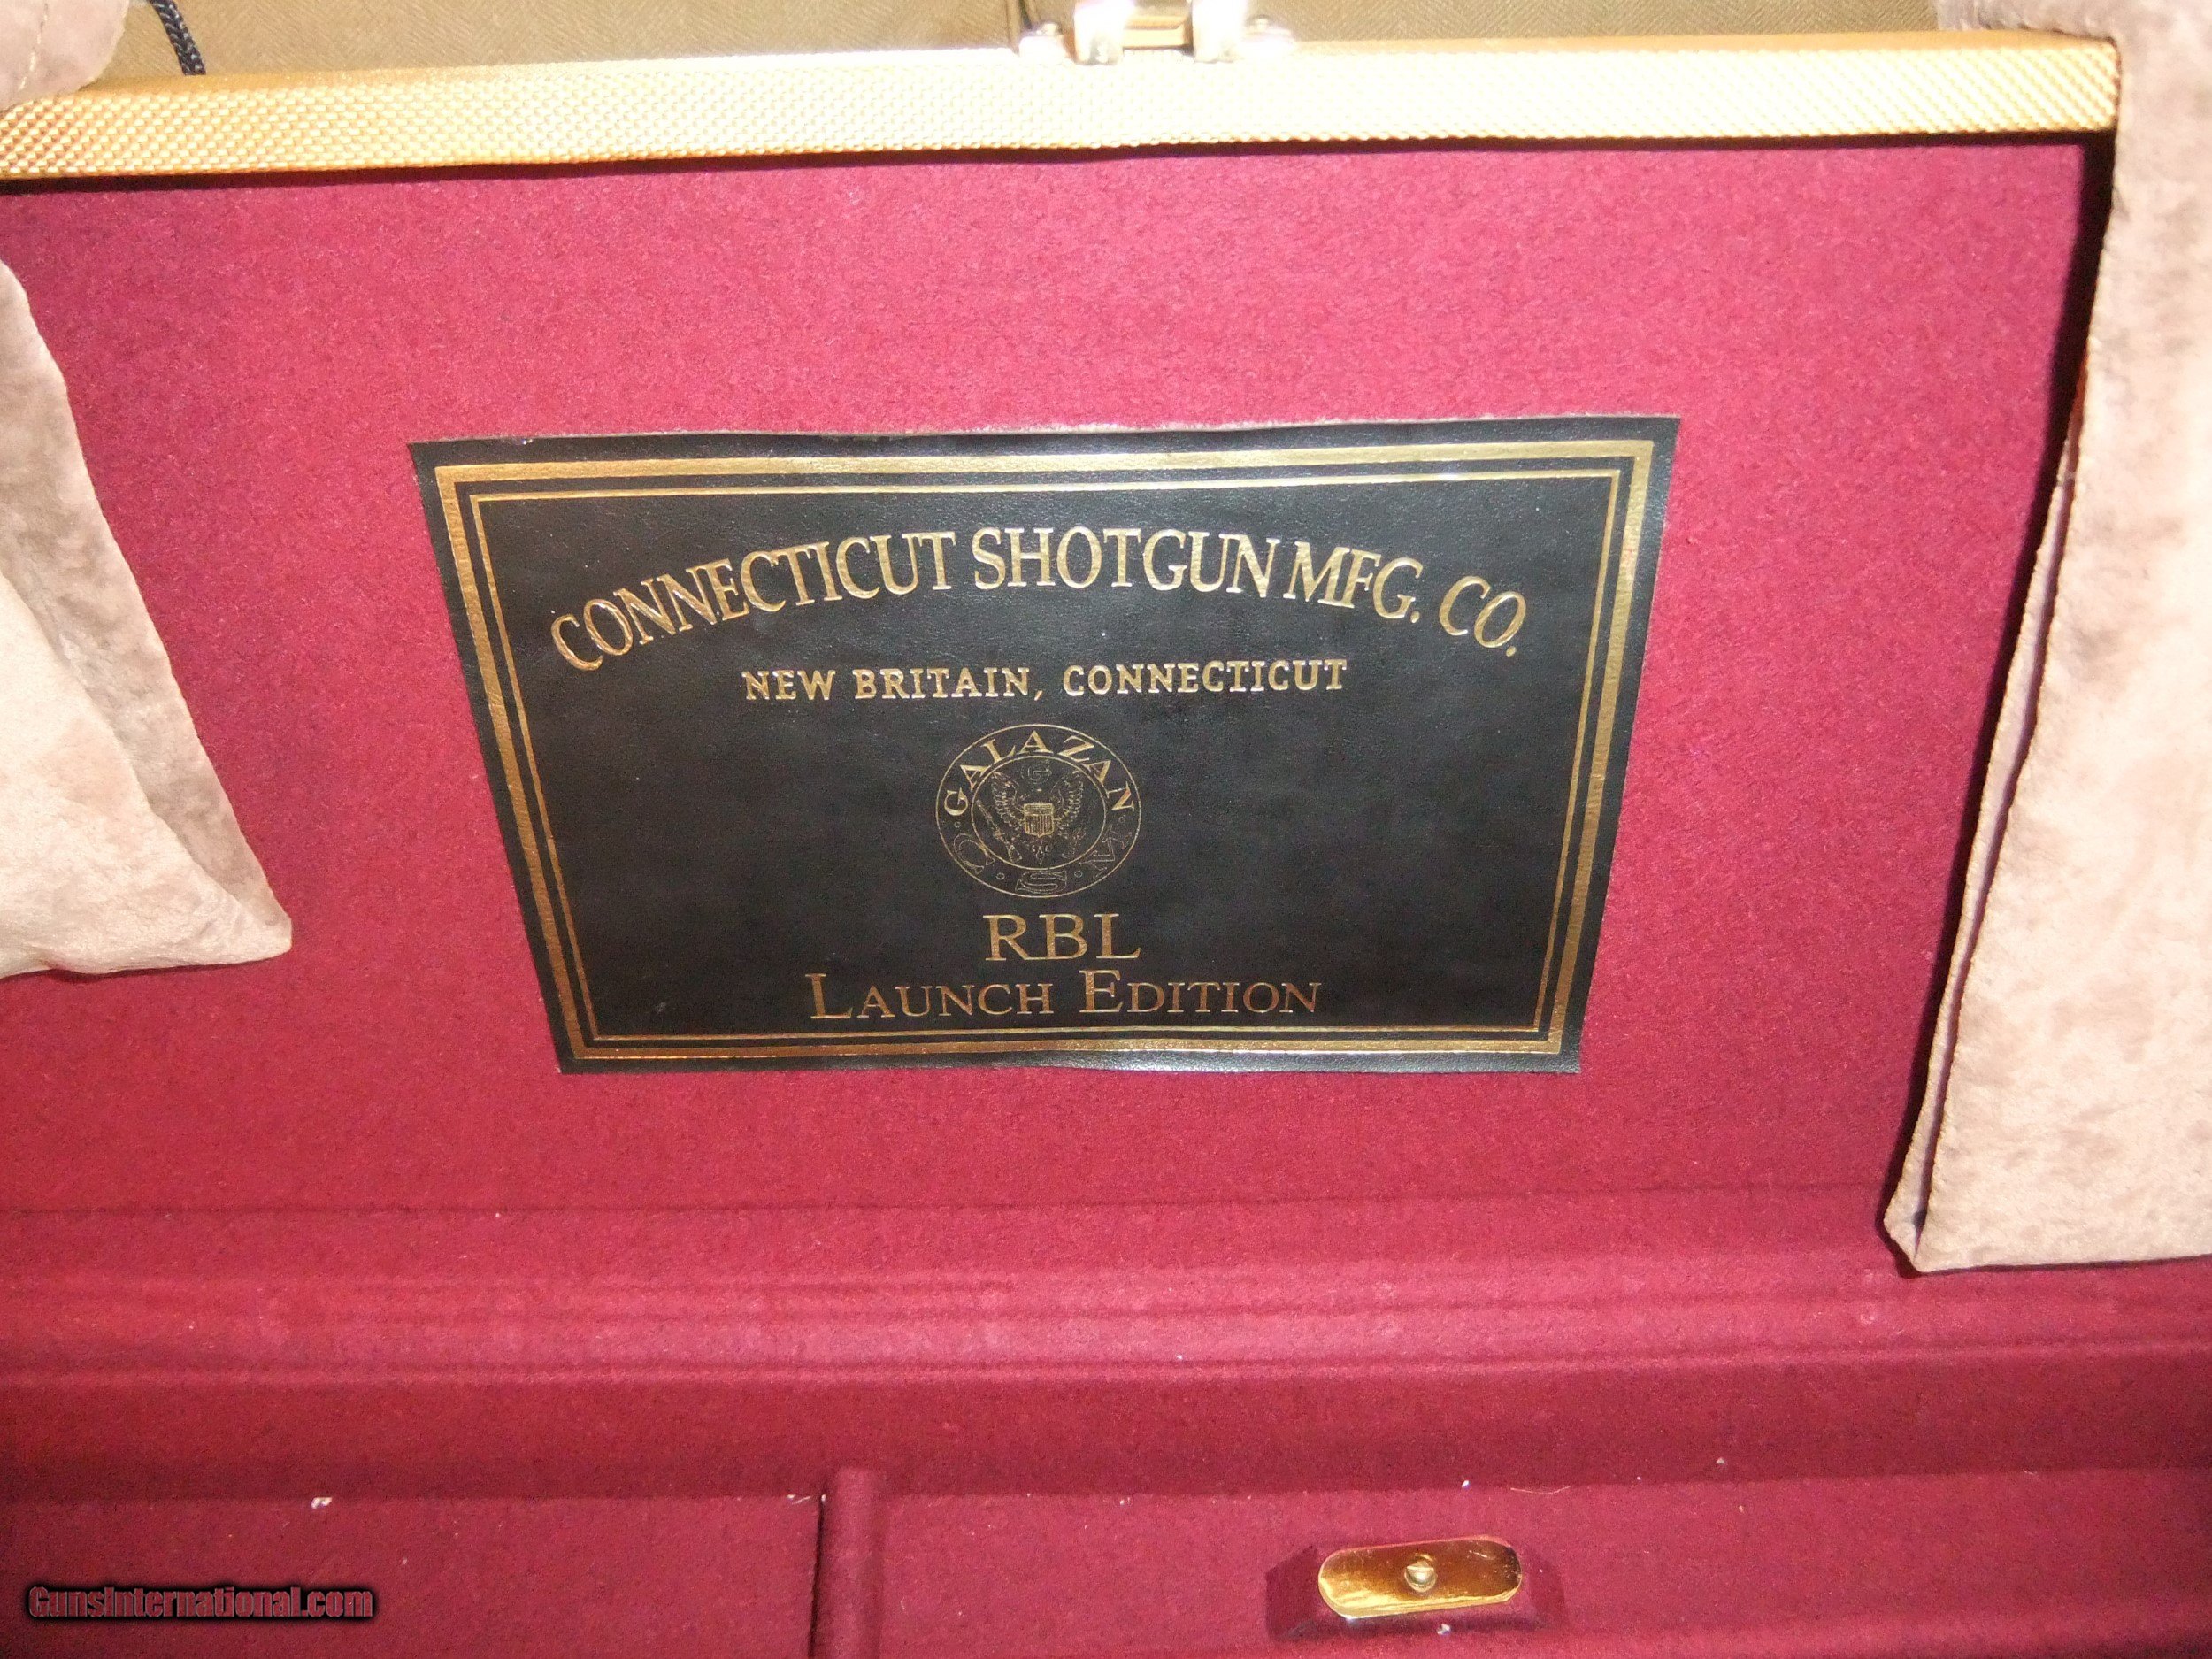 CONNECTICUT SHOTGUN MFG. CO.
NEW BRITAIN, CONNECTICUT
GALAZAN
RBL
LAUNCH EDITION
GunsInternational.com